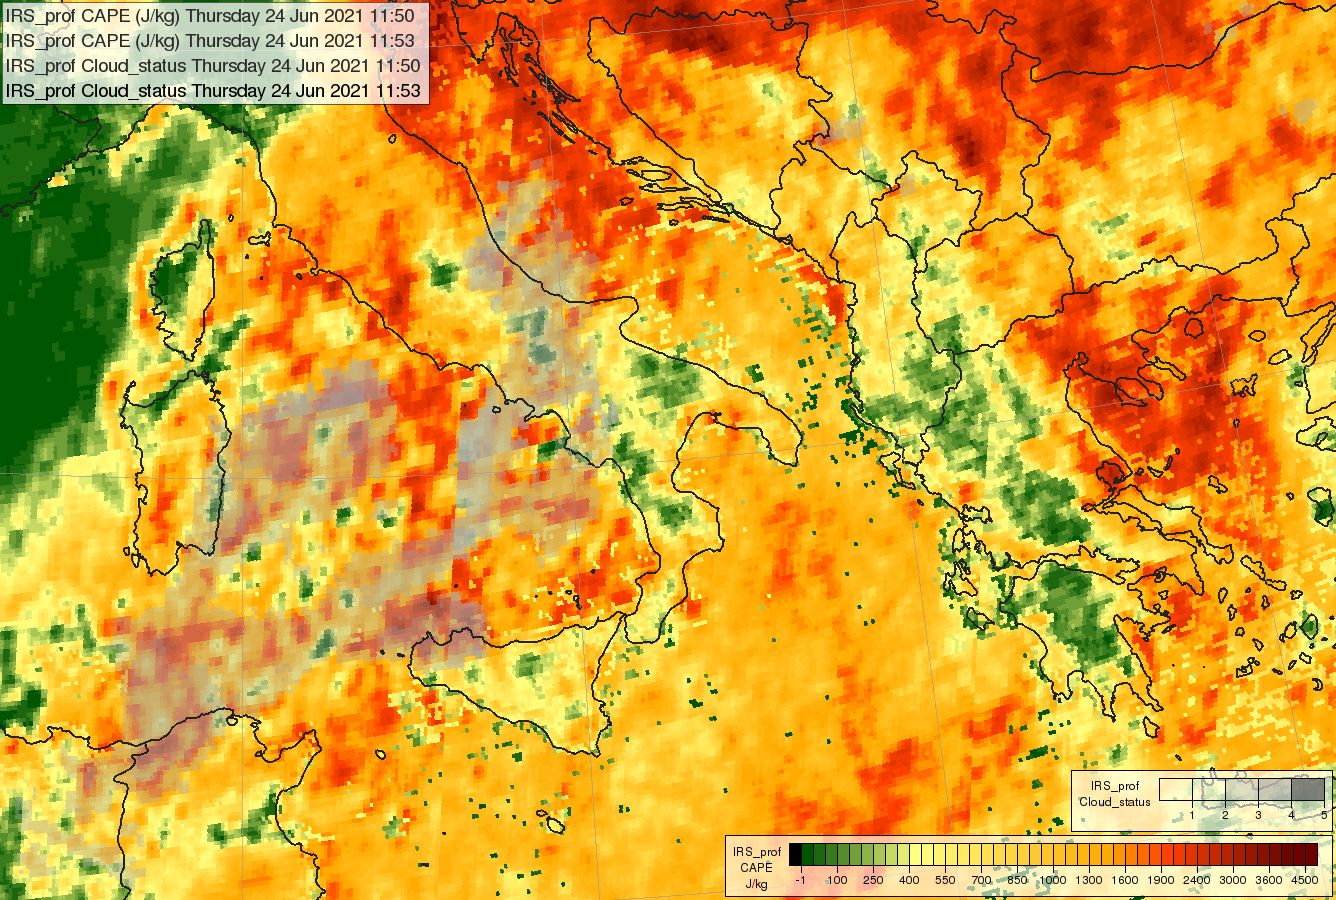 IRS_prof CAPE (J/kg) Thursday 24 Jun 2021 11:50
IRS_prof CAPE (J/kg) Thursday 24 Jun 2021 11:53
IRS_prof Cloud_status Thursday 24 Jun 2021 11:50
IRS_prof Cloud_status Thursday 24 Jun 2021 11:53
IRS_prof
Cloud_status
1 2 3 4 5
IRS_prof
CAPE
J/kg
-1 100 250 400 550 700 850 1000 1300 1600 1900 2400 3000 3600 4500